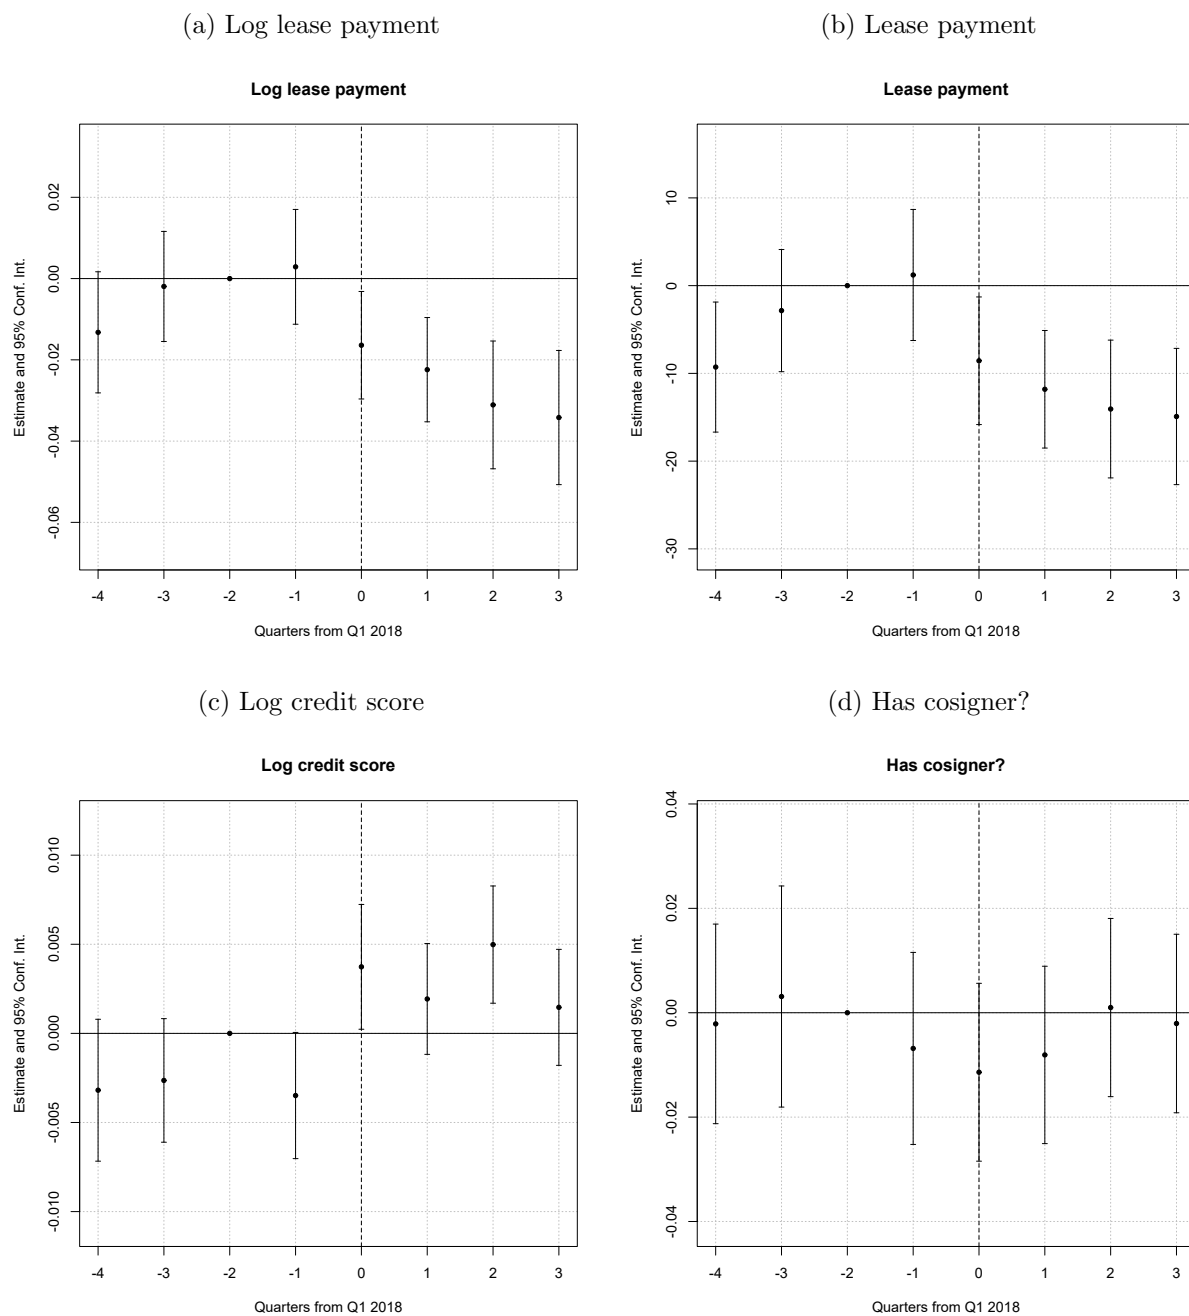 (a) Log lease payment
Log lease payment
0.02
0.00
-0.02
-0.04
-0.06
Estimate and 95% Conf. Int.
-4 -3 -2 -1 0 1 2 3
Quarters from Q1 2018
(b) Lease payment
Lease payment
10
0
-10
-20
-30
Estimate and 95% Conf. Int.
-4 -3 -2 -1 0 1 2 3
Quarters from Q1 2018
(c) Log credit score
Log credit score
0.010
0.005
0.000
-0.005
-0.010
Estimate and 95% Conf. Int.
-4 -3 -2 -1 0 1 2 3
Quarters from Q1 2018
(d) Has cosigner?
Has cosigner?
0.04
0.02
0.00
-0.02
-0.04
Estimate and 95% Conf. Int.
-4 -3 -2 -1 0 1 2 3
Quarters from Q1 2018